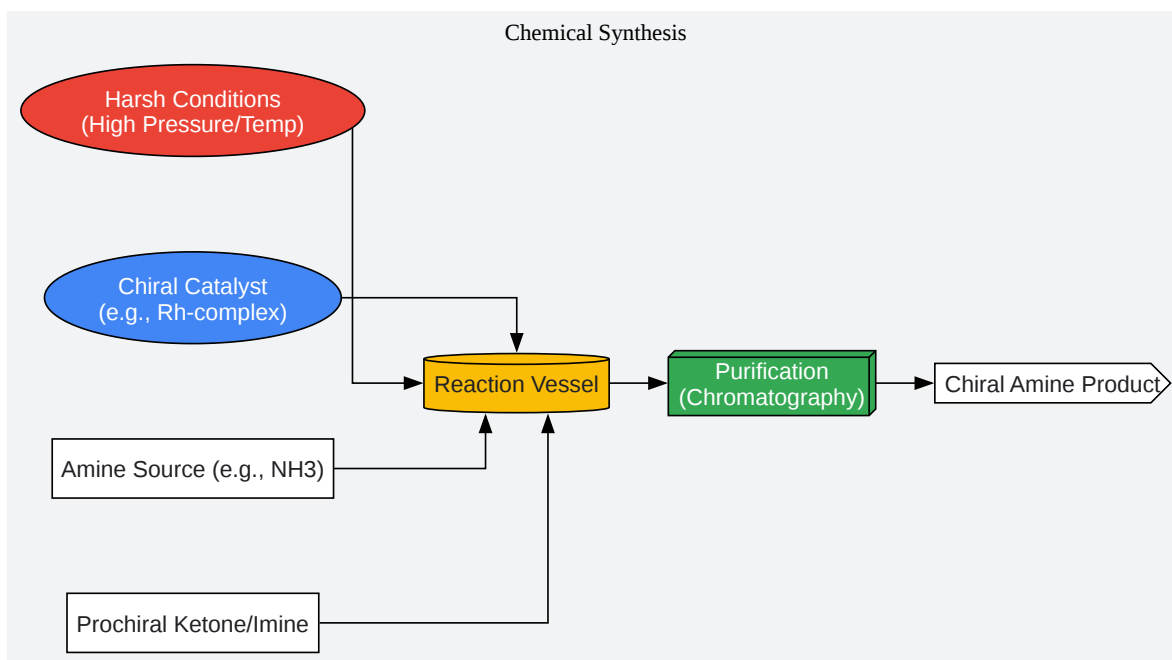 Chemical Synthesis
Harsh Conditions
(High Pressure/Temp)
Chiral Catalyst
(e.g., Rh-complex)
Reaction Vessel
Purification
(Chromatography)
Chiral Amine Product
Amine Source (e.g., NH3)
Prochiral Ketone/Imine